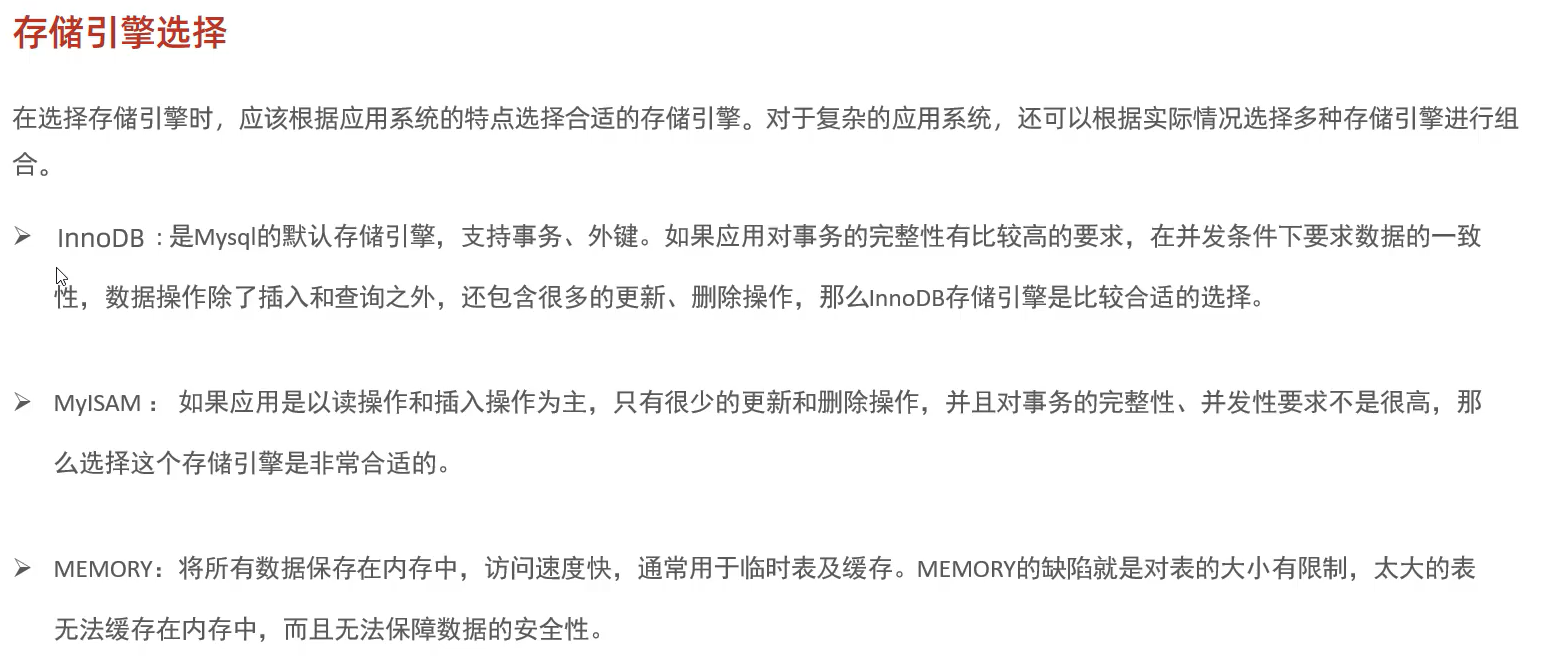 存储引擎选择
在选择存储引擎时，应该根据应用系统的特点选择合适的存储引擎。对于复杂的应用系统，还可以根据实际情况选择多种存储引擎进行组
合。
➢ InnoDB : 是Mysql的默认存储引擎，支持事务、外键。如果应用对事务的完整性有比较高的要求，在并发条件下要求数据的一致
性，数据操作除了插入和查询之外，还包含很多的更新、删除操作，那么InnoDB存储引擎是比较合适的选择。
➢ MyISAM： 如果应用是以读操作和插入操作为主，只有很少的更新和删除操作，并且对事务的完整性、并发性要求不是很高，那
么选择这个存储引擎是非常合适的。
➢ MEMORY：将所有数据保存在内存中，访问速度快，通常用于临时表及缓存。MEMORY的缺陷就是对表的大小有限制，太大的表
无法缓存在内存中，而且无法保障数据的安全性。